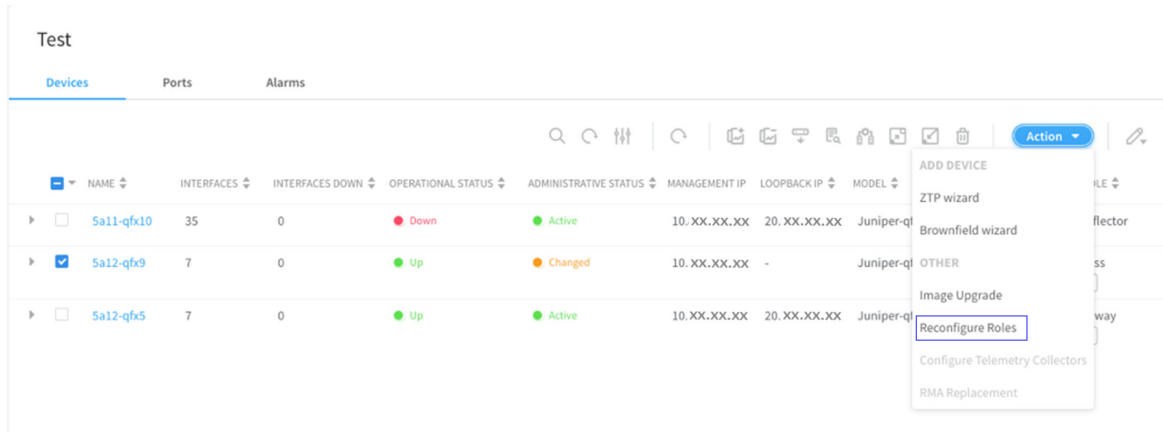 Test
Devices Ports Alarms
Action
ADD DEVICE
NAME INTERFACES INTERFACES DOWN OPERATIONAL STATUS ADMINISTRATIVE STATUS MANAGEMENT IP LOOPBACK IP MODEL OLE
ZTP wizard
5a11-qfx10 35 0 Down Active 10.XX.XX.XX 20.XX.XX.XX Juniper-qf flector
Brownfield wizard
5a12-qfx9 7 0 Up Changed 10.XX.XX.XX - Juniper-qf ss
OTHER
Image Upgrade
5a12-qfx5 7 0 Up Active 10.XX.XX.XX 20.XX.XX.XX Juniper-qf way
Reconfigure Roles
Configure Telemetry Collectors
RMA Replacement